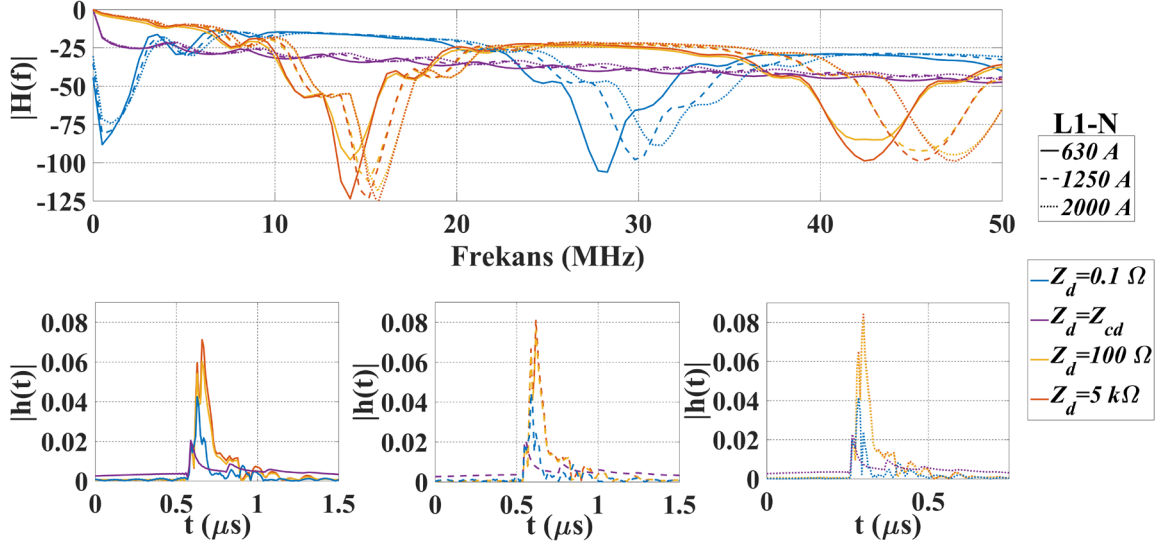 |H(f)|
0
-25
-50
-75
-100
-125
0 10 20 30 40 50
Frekans (MHz)
L1-N
630 A
1250 A
2000 A
Z_d=0.1 Ω
Z_d=Z_cd
Z_d=100 Ω
Z_d=5 kΩ
|h(t)|
0.08
0.06
0.04
0.02
0
0 0.5 1 1.5
t (μs)
|h(t)|
0.08
0.06
0.04
0.02
0
0 0.5 1 1.5
t (μs)
|h(t)|
0.08
0.06
0.04
0.02
0
0 0.5
t (μs)